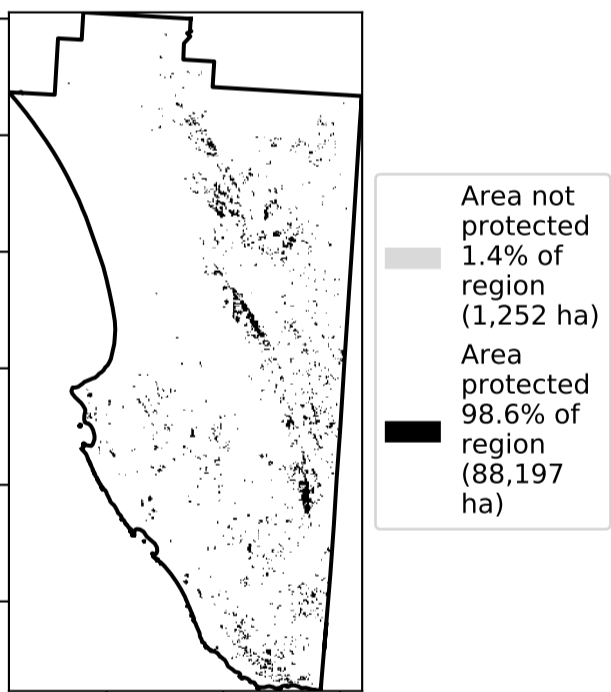 Area not
protected
1.4% of
region
(1,252 ha)
Area
protected
98.6% of
region
(88,197
ha)